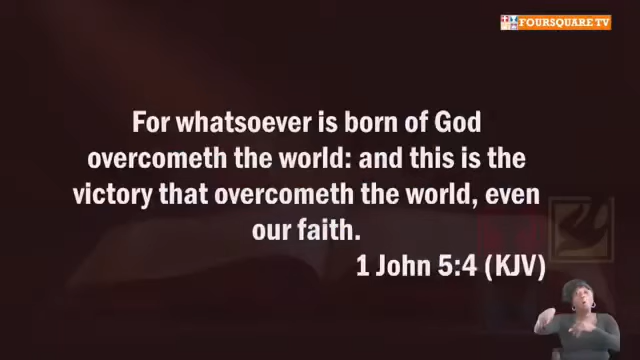 FOURSQUARE TV
For whatsoever is born of God
overcometh the world: and this is the
victory that overcometh the world, even
our faith.
1 John 5:4 (KJV)